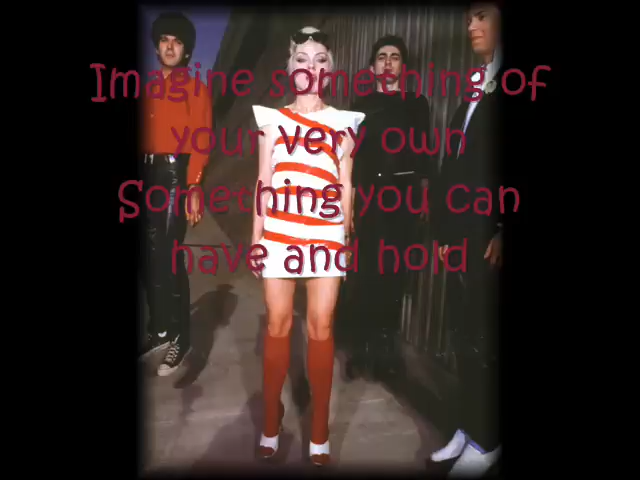 Imagine something of
your very own
Something you can
have and hold